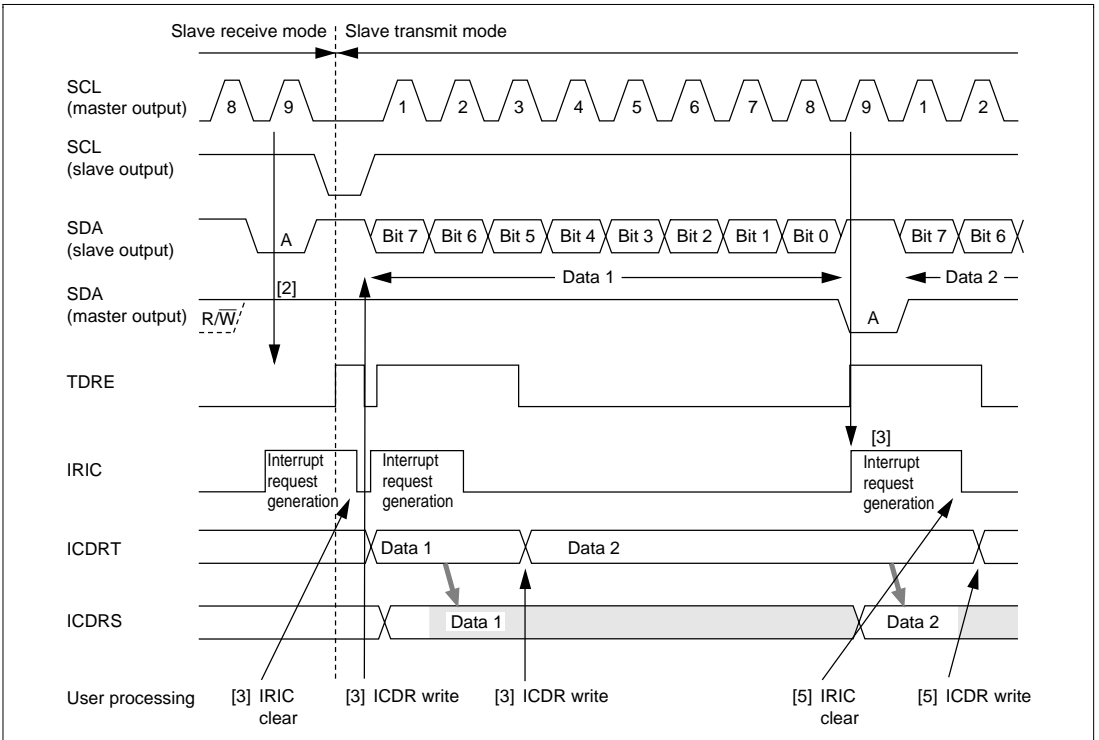 Slave receive mode Slave transmit mode
SCL
(master output) 8 9 1 2 3 4 5 6 7 8 9 1 2
SCL
(slave output)
SDA
(slave output) A Bit 7 Bit 6 Bit 5 Bit 4 Bit 3 Bit 2 Bit 1 Bit 0 Bit 7 Bit 6
[2] Data 1 Data 2
SDA
(master output) R/W̅ A
TDRE
[3]
IRIC
Interrupt
request
generation
Interrupt
request
generation
Interrupt
request
generation
ICDRT Data 1 Data 2
ICDRS Data 1 Data 2
User processing
[3] IRIC
clear
[3] ICDR write
[3] ICDR write
[5] IRIC
clear
[5] ICDR write